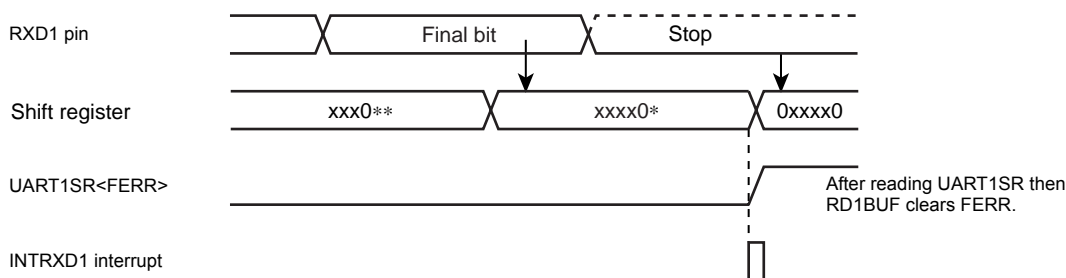 RXD1 pin
Final bit
Stop
Shift register
xxx0**
xxxx0*
0xxxx0
UART1SR<FERR>
After reading UART1SR then
RD1BUF clears FERR.
INTRXD1 interrupt